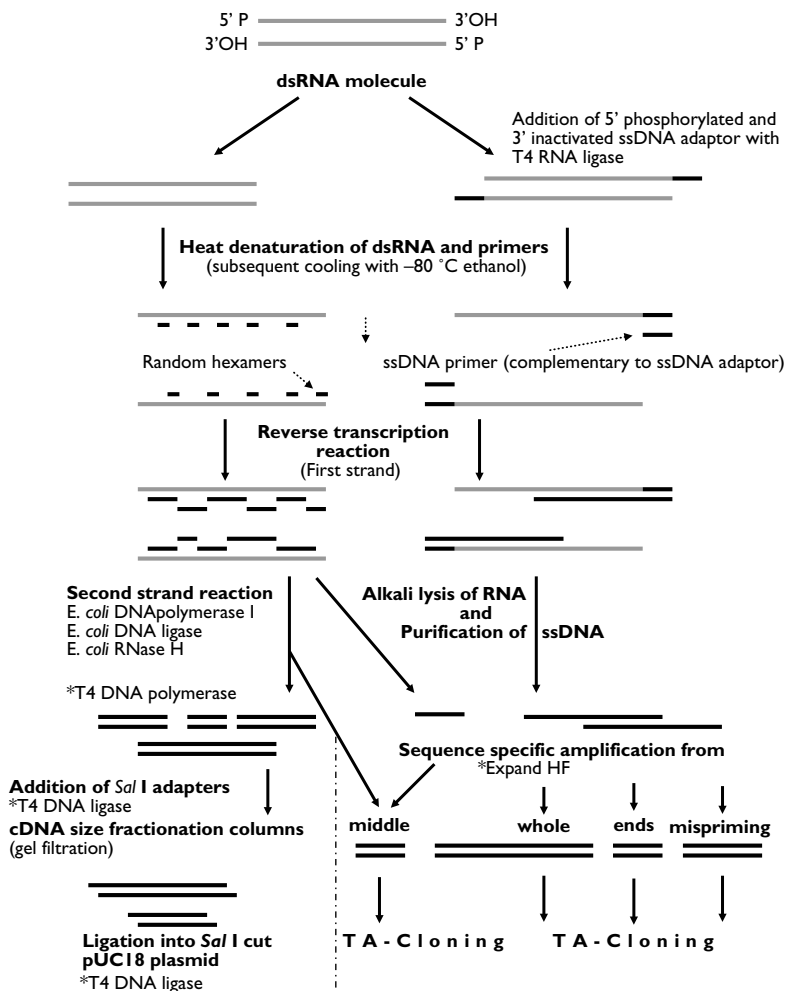 5’ P 3’OH
3’OH 5’ P
dsRNA molecule
Addition of 5’ phosphorylated and
3’ inactivated ssDNA adaptor with
T4 RNA ligase
Heat denaturation of dsRNA and primers
(subsequent cooling with –80 ˚C ethanol)
Random hexamers
ssDNA primer (complementary to ssDNA adaptor)
Reverse transcription
reaction
(First strand)
Second strand reaction
E. coli DNApolymerase I
E. coli DNA ligase
E. coli RNase H
*T4 DNA polymerase
Alkali lysis of RNA
and
Purification of ssDNA
Sequence specific amplification from
*Expand HF
Addition of Sal I adapters
*T4 DNA ligase
cDNA size fractionation columns
(gel filtration)
middle whole ends mispriming
TA-Cloning TA-Cloning
Ligation into Sal I cut
pUC18 plasmid
*T4 DNA ligase